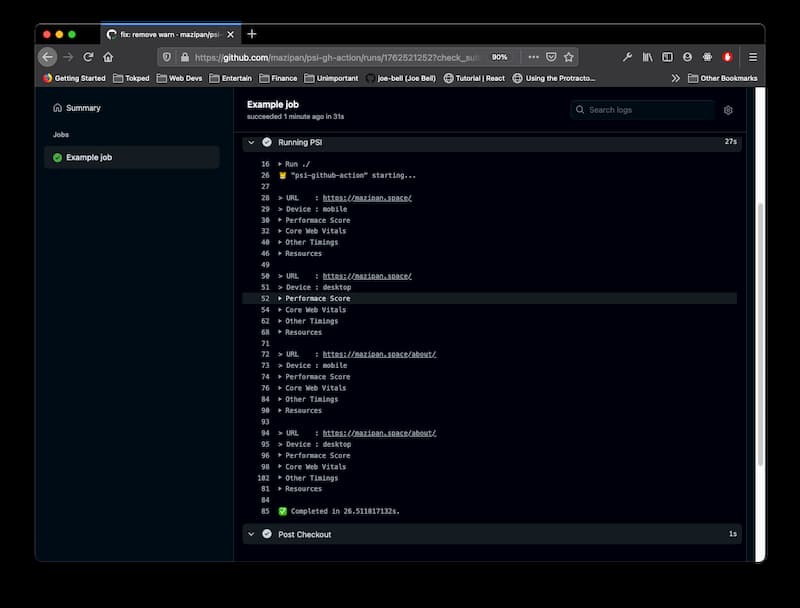 fix: remove warn · mazipan/psi-
https://github.com/mazipan/psi-gh-action/runs/1762521252?check_sui
90%
Getting Started
Tokped
Web Devs
Entertain
Finance
Unimportant
joe-bell (Joe Bell)
Tutorial | React
Using the Protracto...
Other Bookmarks
Summary
Jobs
Example job
Example job
succeeded 1 minute ago in 31s
Search logs
Running PSI
27s
16 Run ./
26 "psi-github-action" starting...
27
28 > URL : https://mazipan.space/
29 > Device : mobile
30 Performace Score
32 Core Web Vitals
40 Other Timings
46 Resources
49
50 > URL : https://mazipan.space/
51 > Device : desktop
52 Performace Score
54 Core Web Vitals
62 Other Timings
68 Resources
71
72 > URL : https://mazipan.space/about/
73 > Device : mobile
74 Performace Score
76 Core Web Vitals
84 Other Timings
90 Resources
93
94 > URL : https://mazipan.space/about/
95 > Device : desktop
96 Performace Score
98 Core Web Vitals
102 Other Timings
81 Resources
84
85 Completed in 26.511817132s.
Post Checkout
1s